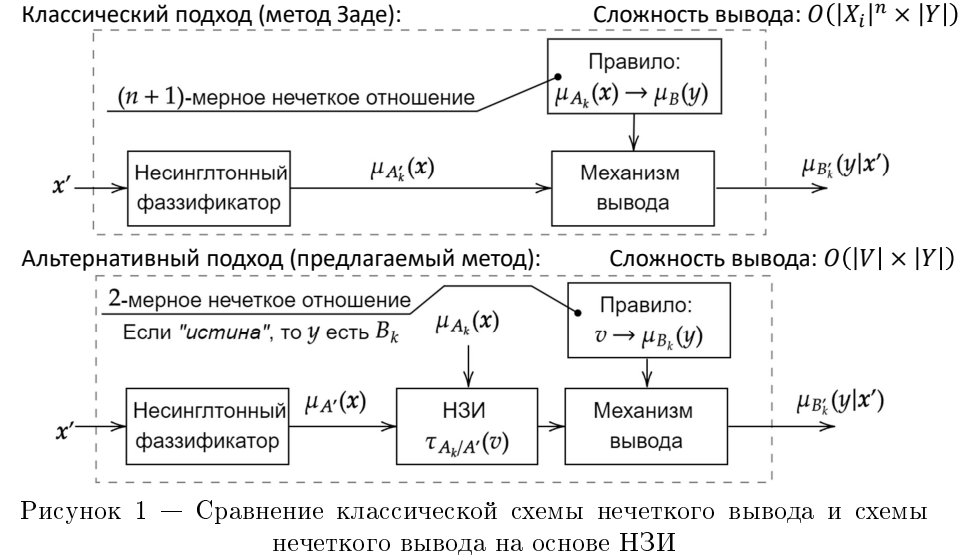 Классический подход (метод Заде): Сложность вывода: O(|X_i|^n × |Y|)
Правило:
(n + 1)-мерное нечеткое отношение μ_{A_k}(x) → μ_B(y)
Несинглтонный μ_{A'_k}(x) Механизм μ_{B'_k}(y|x')
x' фаззификатор вывода
Альтернативный подход (предлагаемый метод): Сложность вывода: O(|V| × |Y|)
2-мерное нечеткое отношение Правило:
Если "истина", то y есть B_k μ_{A_k}(x) v → μ_{B_k}(y)
Несинглтонный μ_{A'}(x) НЗИ Механизм μ_{B'_k}(y|x')
x' фаззификатор τ_{A_k/A'}(v) вывода
Рисунок 1 — Сравнение классической схемы нечеткого вывода и схемы
нечеткого вывода на основе НЗИ